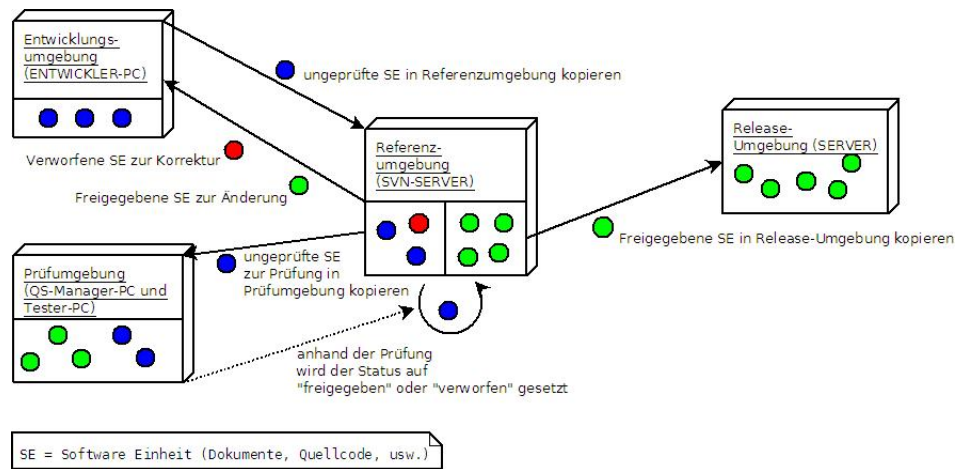 Entwicklungs-
umgebung
(ENTWICKLER-PC)
ungeprüfte SE in Referenzumgebung kopieren
Verworfene SE zur Korrektur
Freigegebene SE zur Änderung
Referenz-
umgebung
(SVN-SERVER)
Release-
Umgebung (SERVER)
Freigegebene SE in Release-Umgebung kopieren
Prüfumgebung
(QS-Manager-PC und
Tester-PC)
ungeprüfte SE
zur Prüfung in
Prüfumgebung kopieren
anhand der Prüfung
wird der Status auf
"freigegeben" oder "verworfen" gesetzt
SE = Software Einheit (Dokumente, Quellcode, usw.)